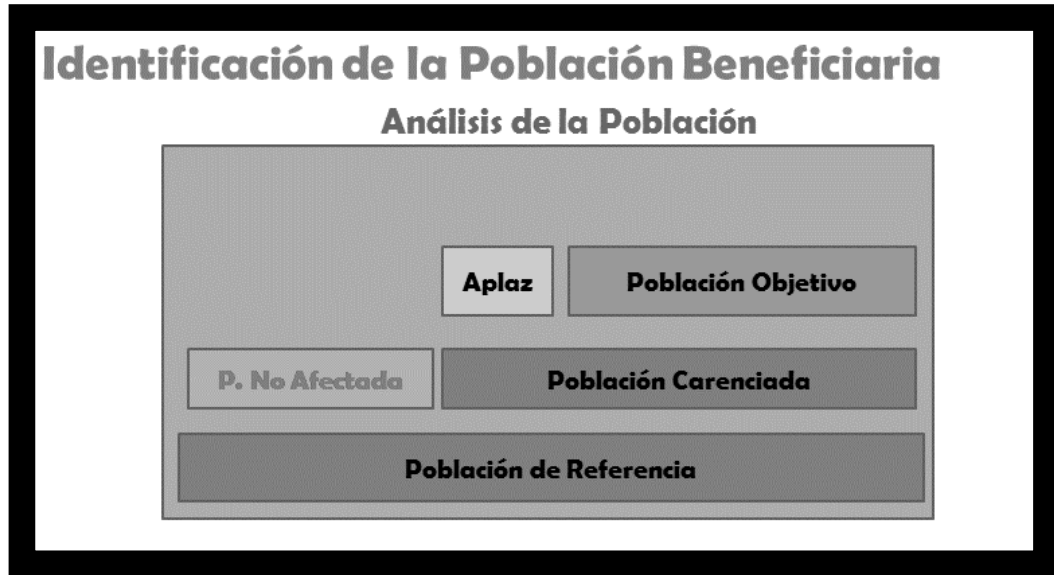 Identificación de la Población Beneficiaria
Análisis de la Población
Aplaz
Población Objetivo
P. No Afectada
Población Carenciada
Población de Referencia